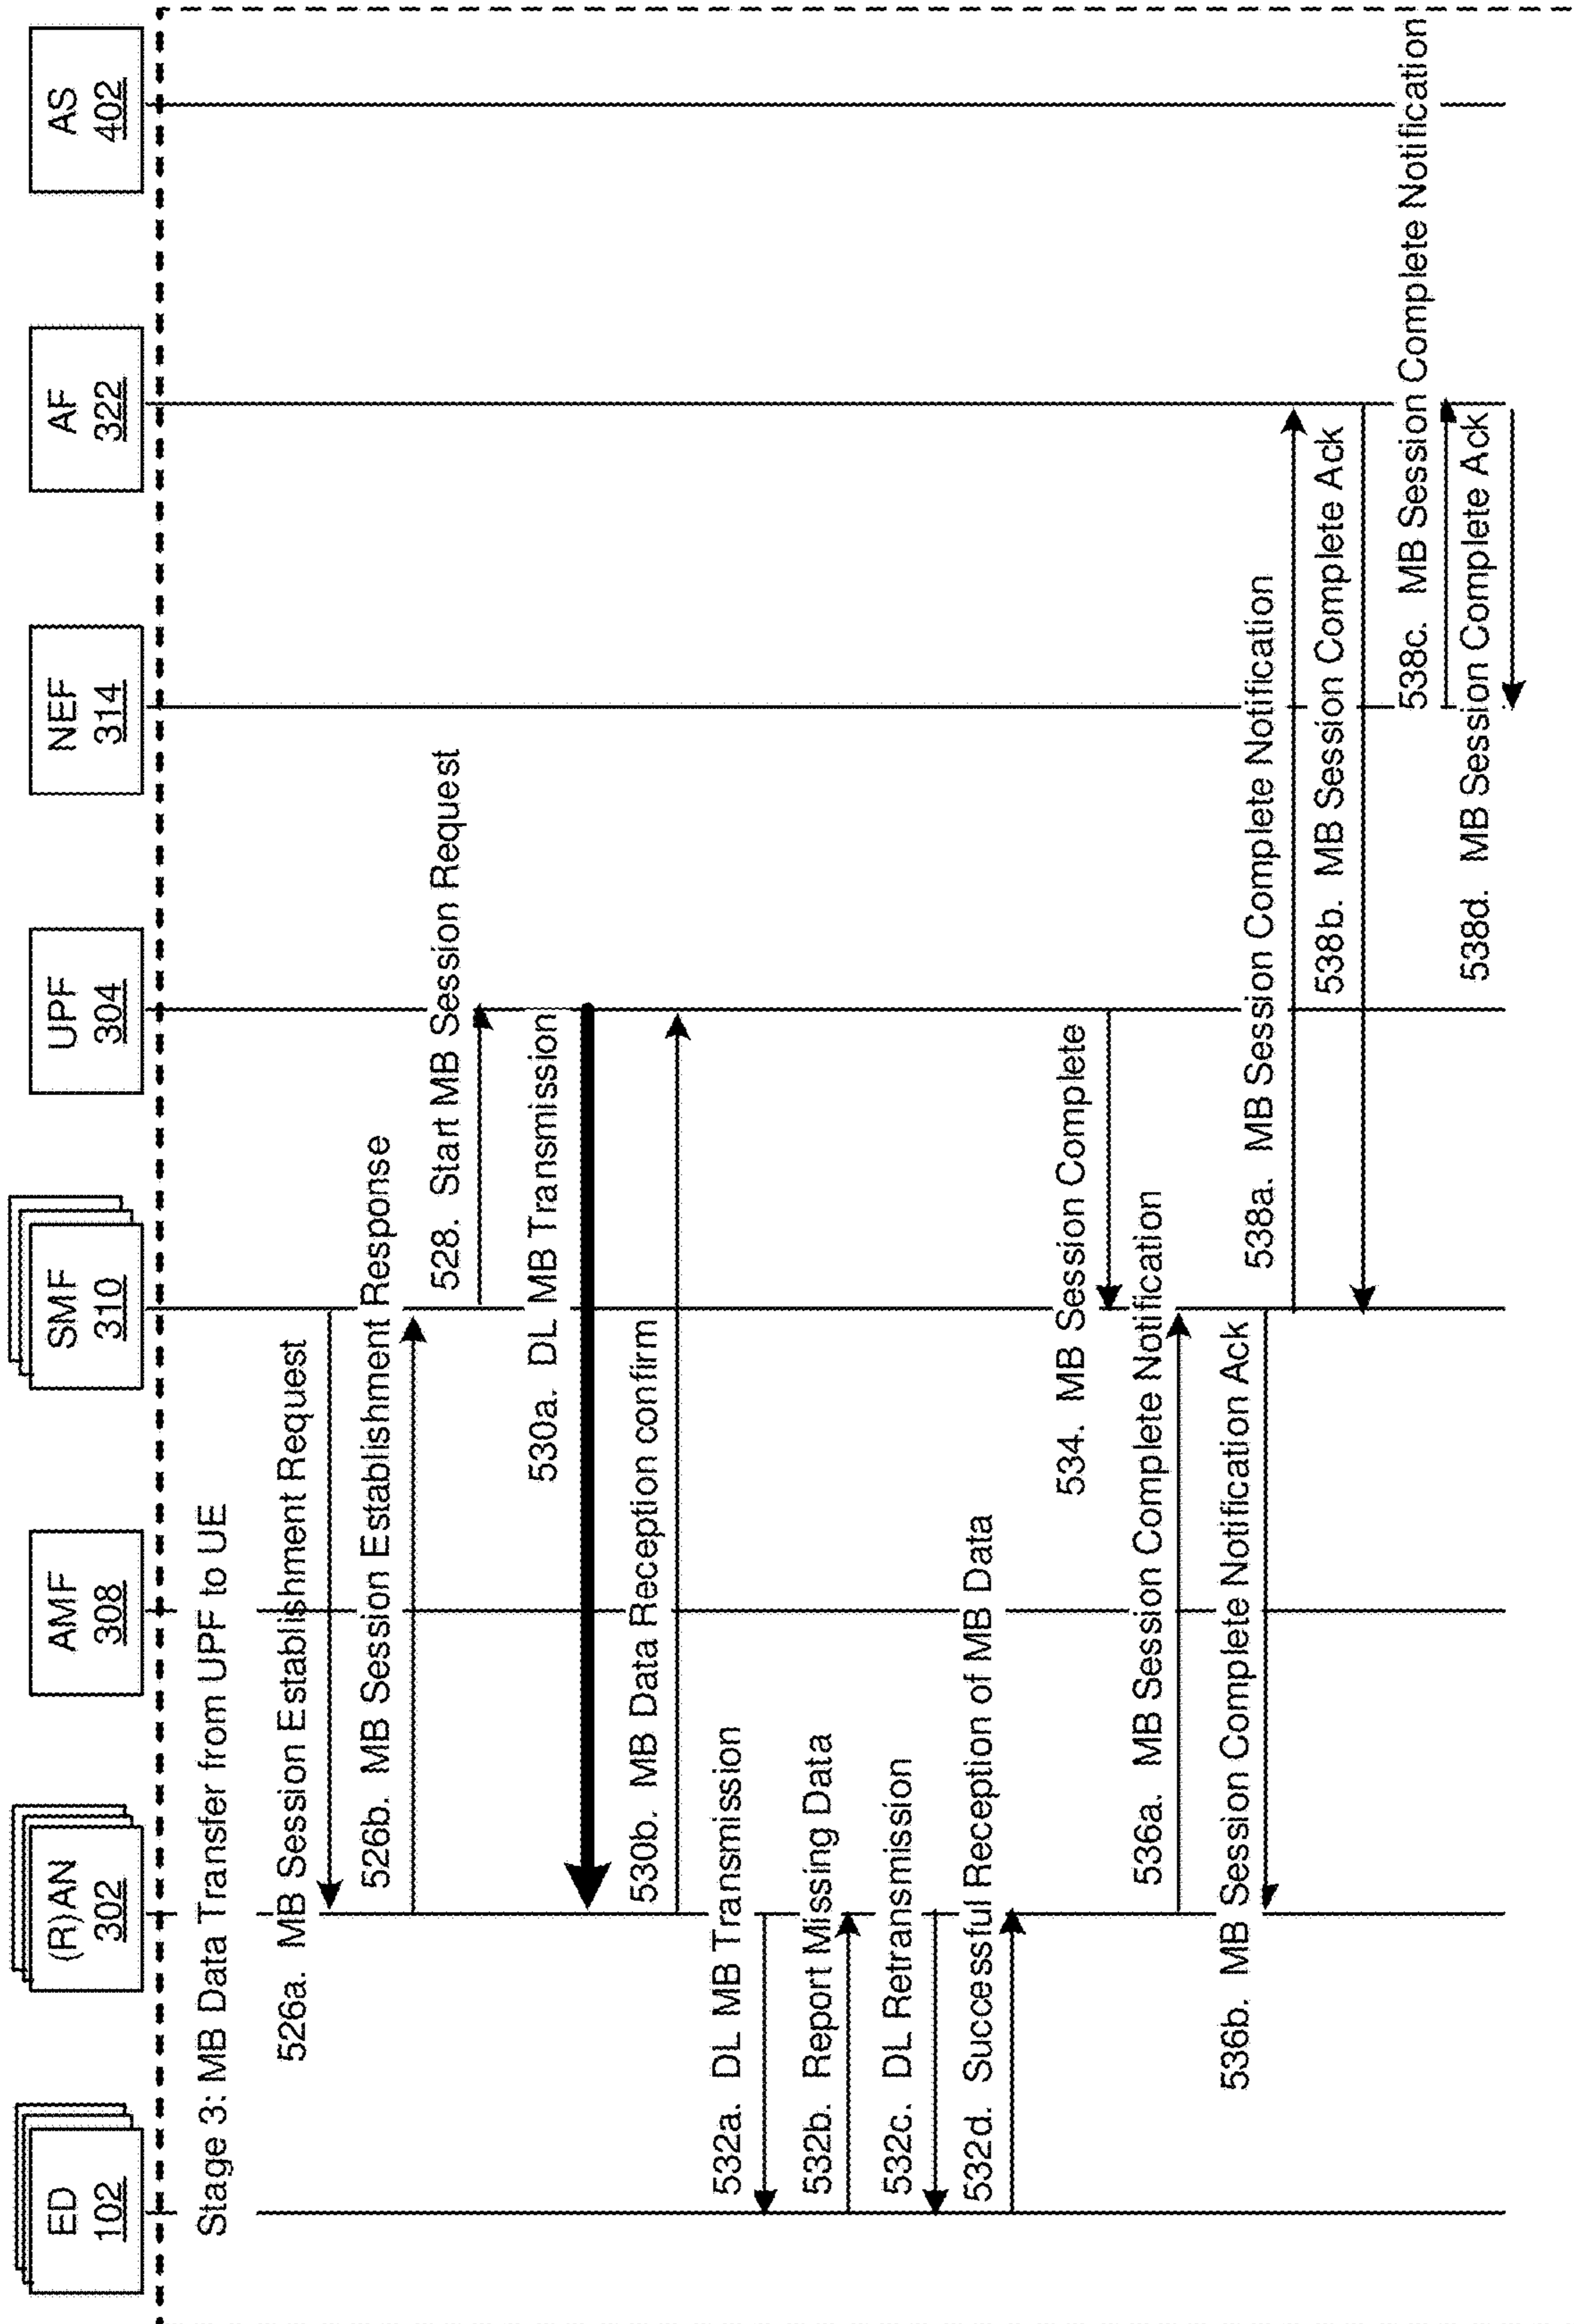 ED
102
(R)AN
302
AMF
308
SMF
310
UPF
304
NEF
314
AF
322
AS
402
Stage 3: MB Data Transfer from UPF to UE
526a. MB Session Establishment Request
526b. MB Session Establishment Response
528. Start MB Session Request
530a. DL MB Transmission
530b. MB Data Reception confirm
532a. DL MB Transmission
532b. Report Missing Data
532c. DL Retransmission
532d. Successful Reception of MB Data
534. MB Session Complete
536a. MB Session Complete Notification
536b. MB Session Complete Notification Ack
538a. MB Session Complete Notification
538b. MB Session Complete Ack
538c. MB Session Complete Notification
538d. MB Session Complete Ack